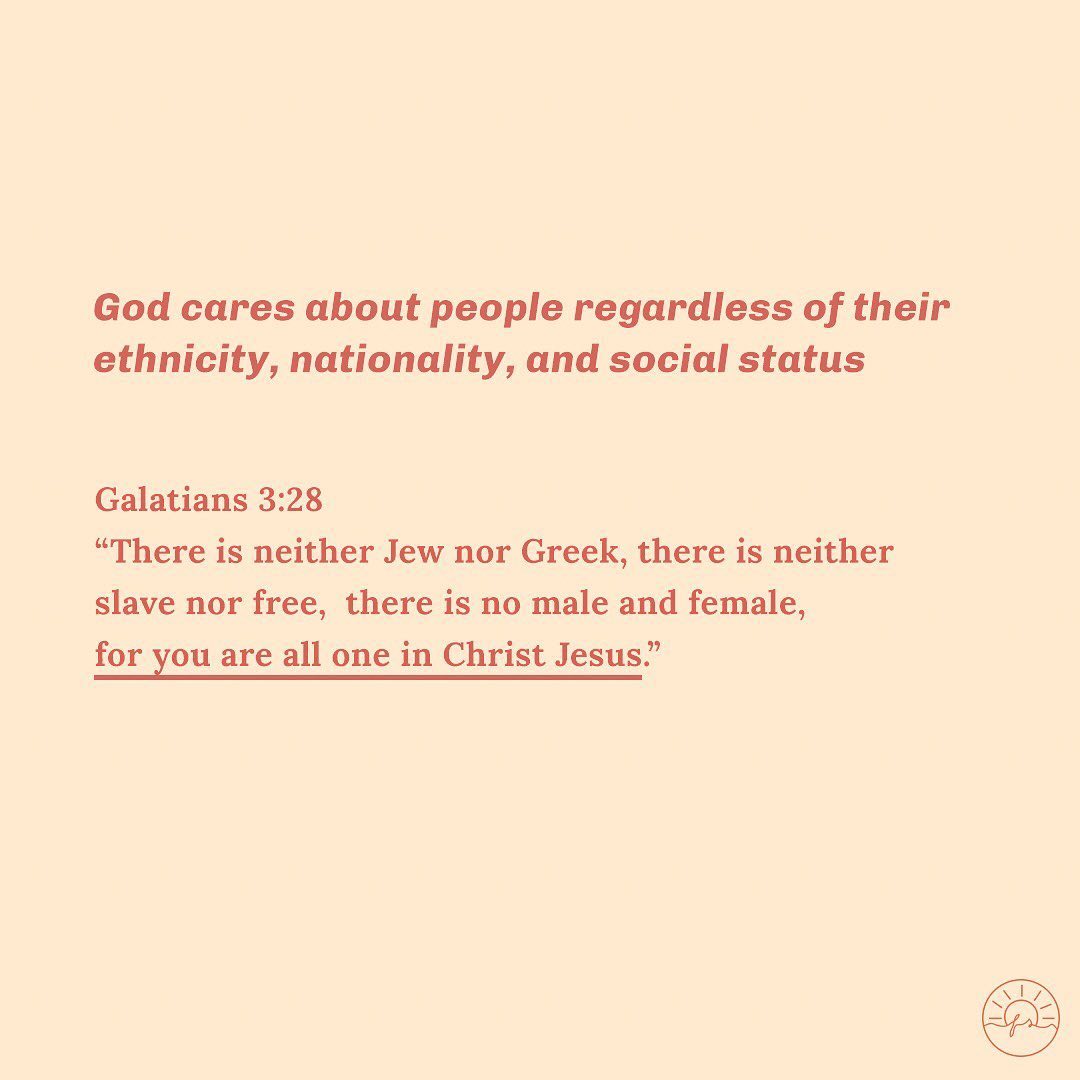 God cares about people regardless of their
ethnicity, nationality, and social status
Galatians 3:28
“There is neither Jew nor Greek, there is neither
slave nor free,  there is no male and female,
for you are all one in Christ Jesus.”
fs